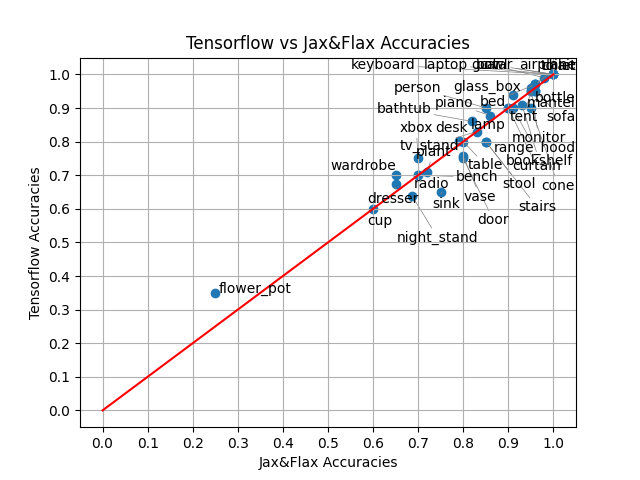 Tensorflow vs Jax&Flax Accuracies
keyboard
laptop
airplane
person
glass_box
bottle
piano
bed
mantel
bathtub
tent
sofa
xbox
desk
lamp
monitor
tv_stand
plant
range_hood
bookshelf
wardrobe
table
curtain
bench
radio
stool
cone
dresser
sink
vase
stairs
cup
door
night_stand
flower_pot
1.0
0.9
0.8
0.7
0.6
0.5
0.4
0.3
0.2
0.1
0.0
Tensorflow Accuracies
0.0 0.1 0.2 0.3 0.4 0.5 0.6 0.7 0.8 0.9 1.0
Jax&Flax Accuracies